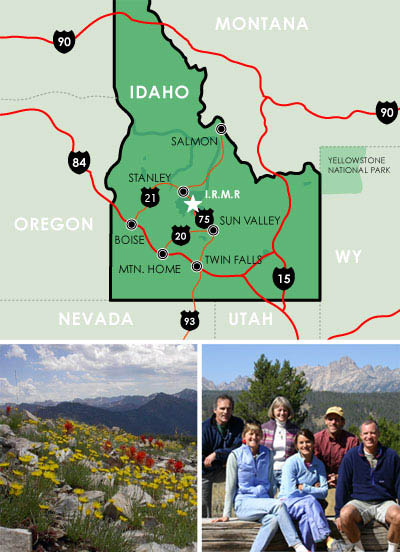 MONTANA
90
IDAHO
90
SALMON
84
YELLOWSTONE
NATIONAL PARK
STANLEY
21
I.R.M.R
75
OREGON
SUN VALLEY
20
BOISE
WY
MTN. HOME
TWIN FALLS
15
NEVADA
93
UTAH